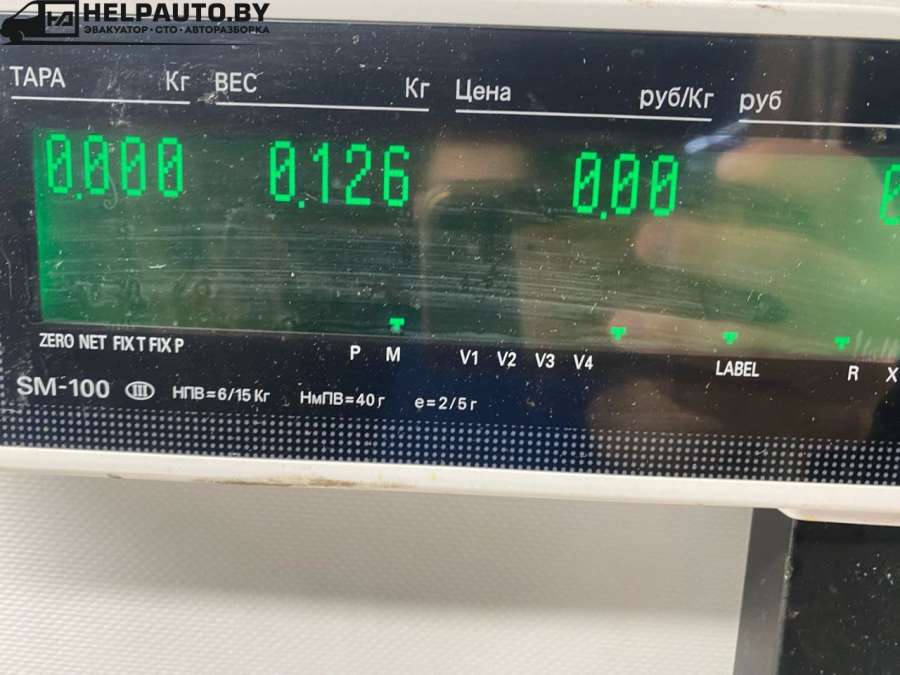 HELPAUTO.BY
ЭВАКУАТОР · СТО · АВТОРАЗБОРКА
ТАРА Кг ВЕС Кг Цена руб/Кг руб
0.000 0.126 0.00 0
ZERO NET FIX T FIX P P M V1 V2 V3 V4 LABEL R X
SM-100 III НПВ=6/15 Кг НмПВ=40 г e=2/5 г